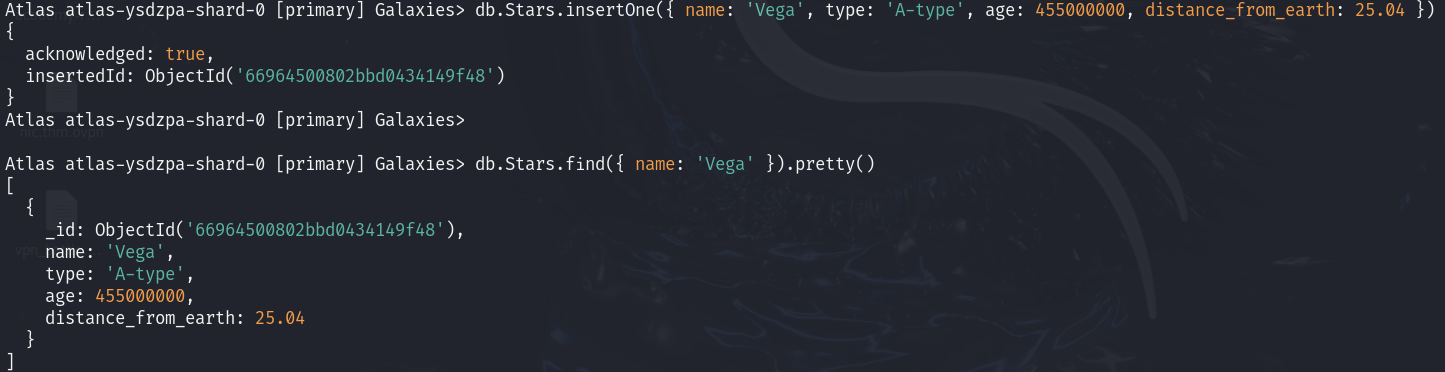 Atlas atlas-ysdzpa-shard-0 [primary] Galaxies> db.Stars.insertOne({ name: 'Vega', type: 'A-type', age: 455000000, distance_from_earth: 25.04 })
{
  acknowledged: true,
  insertedId: ObjectId('66964500802bbd0434149f48')
}
Atlas atlas-ysdzpa-shard-0 [primary] Galaxies>
Atlas atlas-ysdzpa-shard-0 [primary] Galaxies> db.Stars.find({ name: 'Vega' }).pretty()
[
  {
    _id: ObjectId('66964500802bbd0434149f48'),
    name: 'Vega',
    type: 'A-type',
    age: 455000000,
    distance_from_earth: 25.04
  }
]